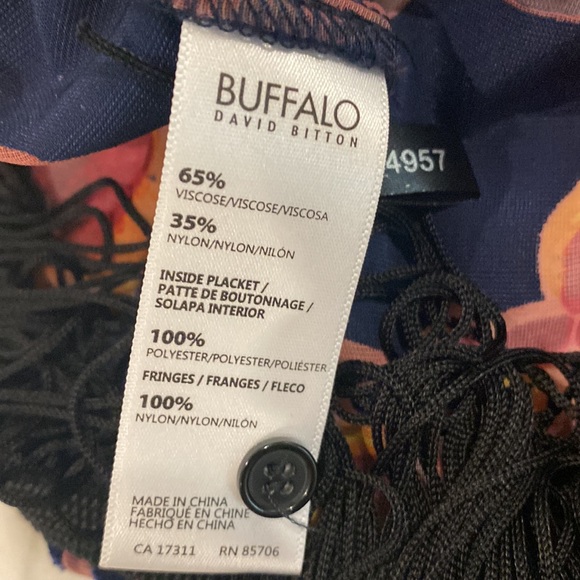 BUFFALO
DAVID BITTON
4957
65%
VISCOSE/VISCOSE/VISCOSA
35%
NYLON/NYLON/NILÓN
INSIDE PLACKET /
PATTE DE BOUTONNAGE /
SOLAPA INTERIOR
100%
POLYESTER/POLYESTER/POLIÉSTER
FRINGES / FRANGES / FLECO
100%
NYLON/NYLON/NILÓN
MADE IN CHINA
FABRIQUÉ EN CHINE
HECHO EN CHINA
CA 17311 RN 85706